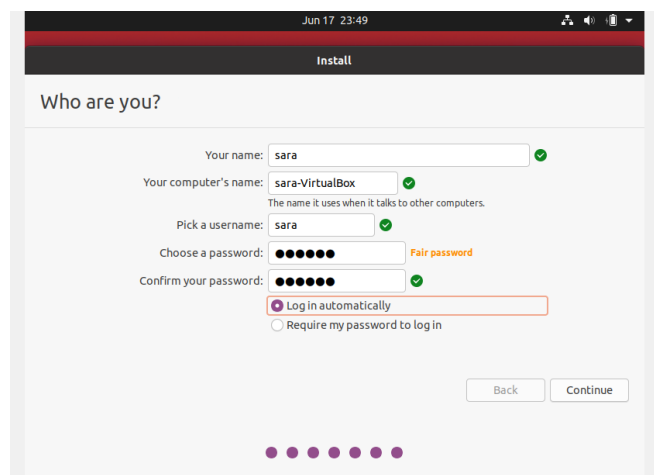 Jun 17 23:49
Install
Who are you?
Your name: sara
Your computer's name: sara-VirtualBox
The name it uses when it talks to other computers.
Pick a username: sara
Choose a password: ●●●●●● Fair password
Confirm your password: ●●●●●●
Log in automatically
Require my password to log in
Back Continue